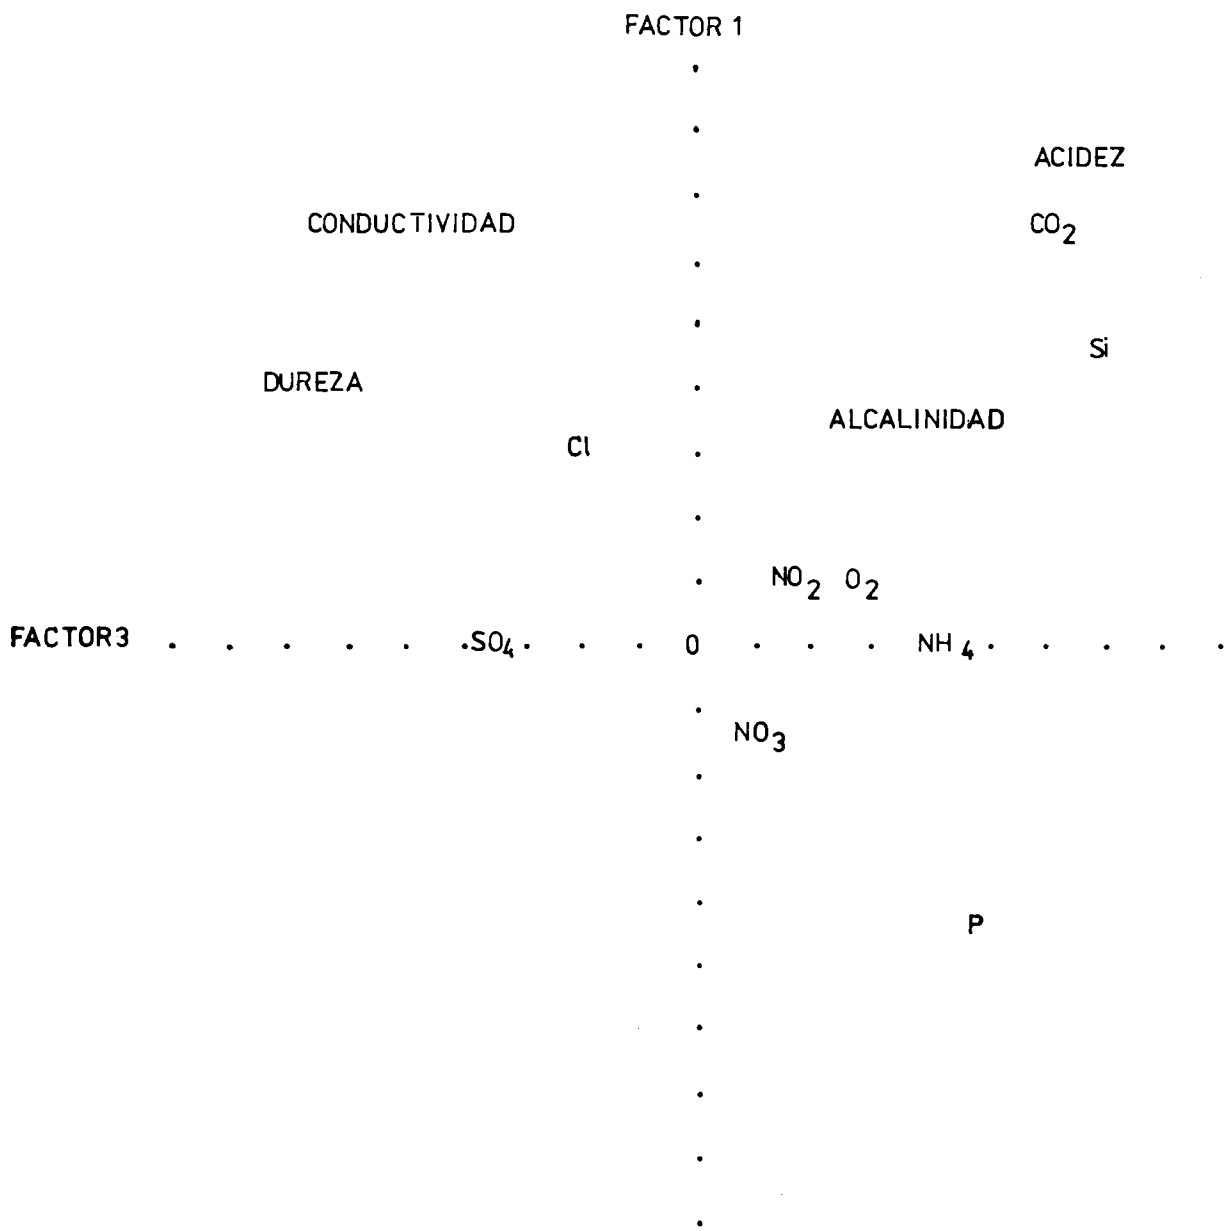 FACTOR 1
ACIDEZ
CONDUCTIVIDAD
CO2
Si
DUREZA
ALCALINIDAD
Cl
NO2 O2
FACTOR3 SO4 0 NH4
NO3
P